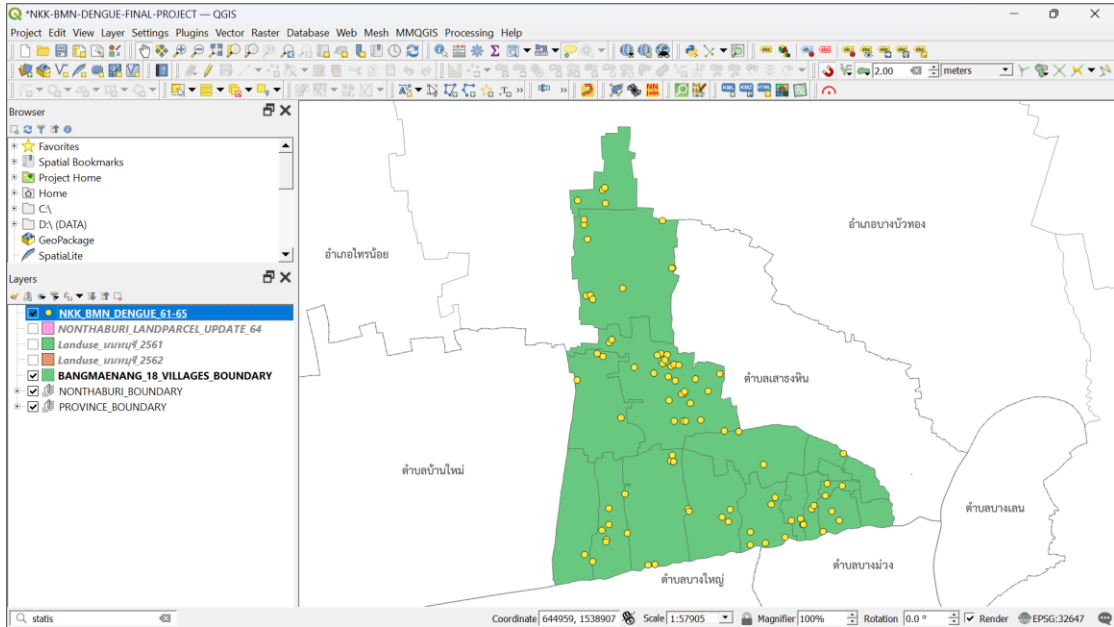 *NKK-BMN-DENGUE-FINAL-PROJECT — QGIS
Project Edit View Layer Settings Plugins Vector Raster Database Web Mesh MMQGIS Processing Help
2.00 meters
Browser
Favorites
Spatial Bookmarks
Project Home
Home
C:\
D:\ (DATA)
GeoPackage
SpatiaLite
Layers
NKK_BMN_DENGUE_61-65
NONTHABURI_LANDPARCEL_UPDATE_64
Landuse_นนทบุรี_2561
Landuse_นนทบุรี_2562
BANGMAENANG_18_VILLAGES_BOUNDARY
NONTHABURI_BOUNDARY
PROVINCE_BOUNDARY
อำเภอบางบัวทอง
อำเภอไทรน้อย
ตำบลเสาธงหิน
ตำบลบ้านใหม่
ตำบลบางเลน
ตำบลบางม่วง
ตำบลบางใหญ่
statis
Coordinate 644959, 1538907 Scale 1:57905 Magnifier 100% Rotation 0.0 ° Render EPSG:32647